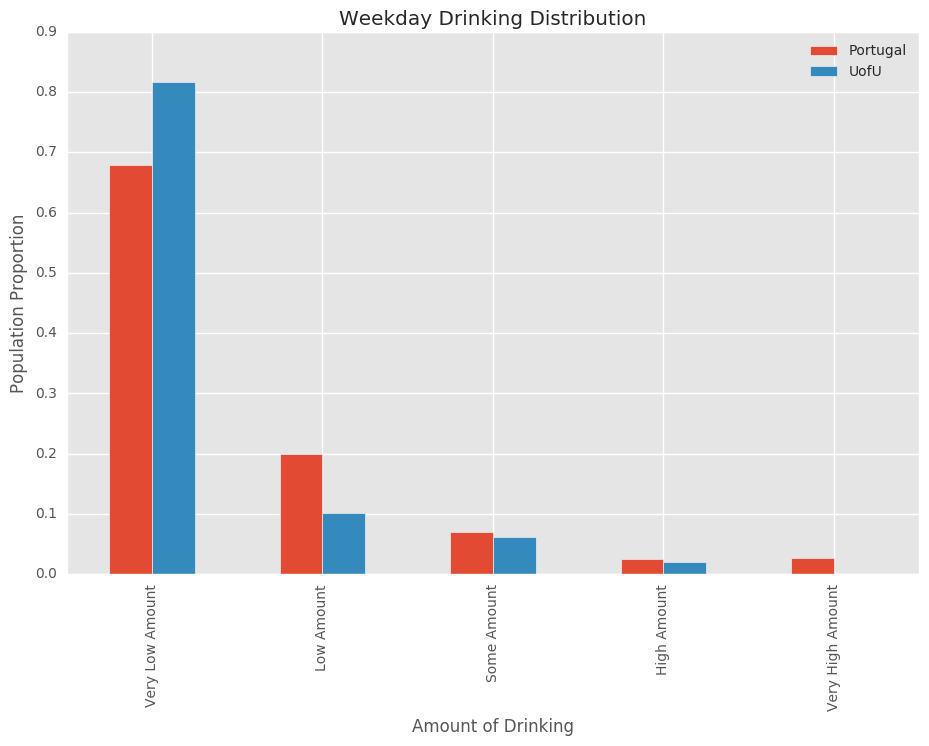 Weekday Drinking Distribution
Portugal
UofU
Population Proportion
0.9
0.8
0.7
0.6
0.5
0.4
0.3
0.2
0.1
0.0
Very Low Amount
Low Amount
Some Amount
High Amount
Very High Amount
Amount of Drinking